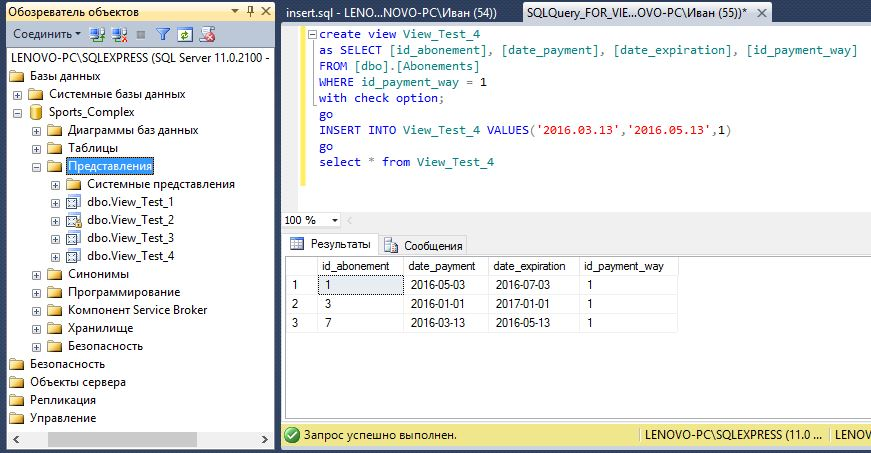 Обозреватель объектов
Соединить
LENOVO-PC\SQLEXPRESS (SQL Server 11.0.2100 -
Базы данных
Системные базы данных
Sports_Complex
Диаграммы баз данных
Таблицы
Представления
Системные представления
dbo.View_Test_1
dbo.View_Test_2
dbo.View_Test_3
dbo.View_Test_4
Синонимы
Программирование
Компонент Service Broker
Хранилище
Безопасность
Безопасность
Объекты сервера
Репликация
Управление
insert.sql - LENO...NOVO-PC\Иван (54))
SQLQuery_FOR_VIE...OVO-PC\Иван (55))*
create view View_Test_4
as SELECT [id_abonement], [date_payment], [date_expiration], [id_payment_way]
FROM [dbo].[Abonements]
WHERE id_payment_way = 1
with check option;
go
INSERT INTO View_Test_4 VALUES('2016.03.13','2016.05.13',1)
go
select * from View_Test_4
100 %
Результаты
Сообщения
id_abonement date_payment date_expiration id_payment_way
1 1 2016-05-03 2016-07-03 1
2 3 2016-01-01 2017-01-01 1
3 7 2016-03-13 2016-05-13 1
Запрос успешно выполнен.
LENOVO-PC\SQLEXPRESS (11.0 ...
LENOV